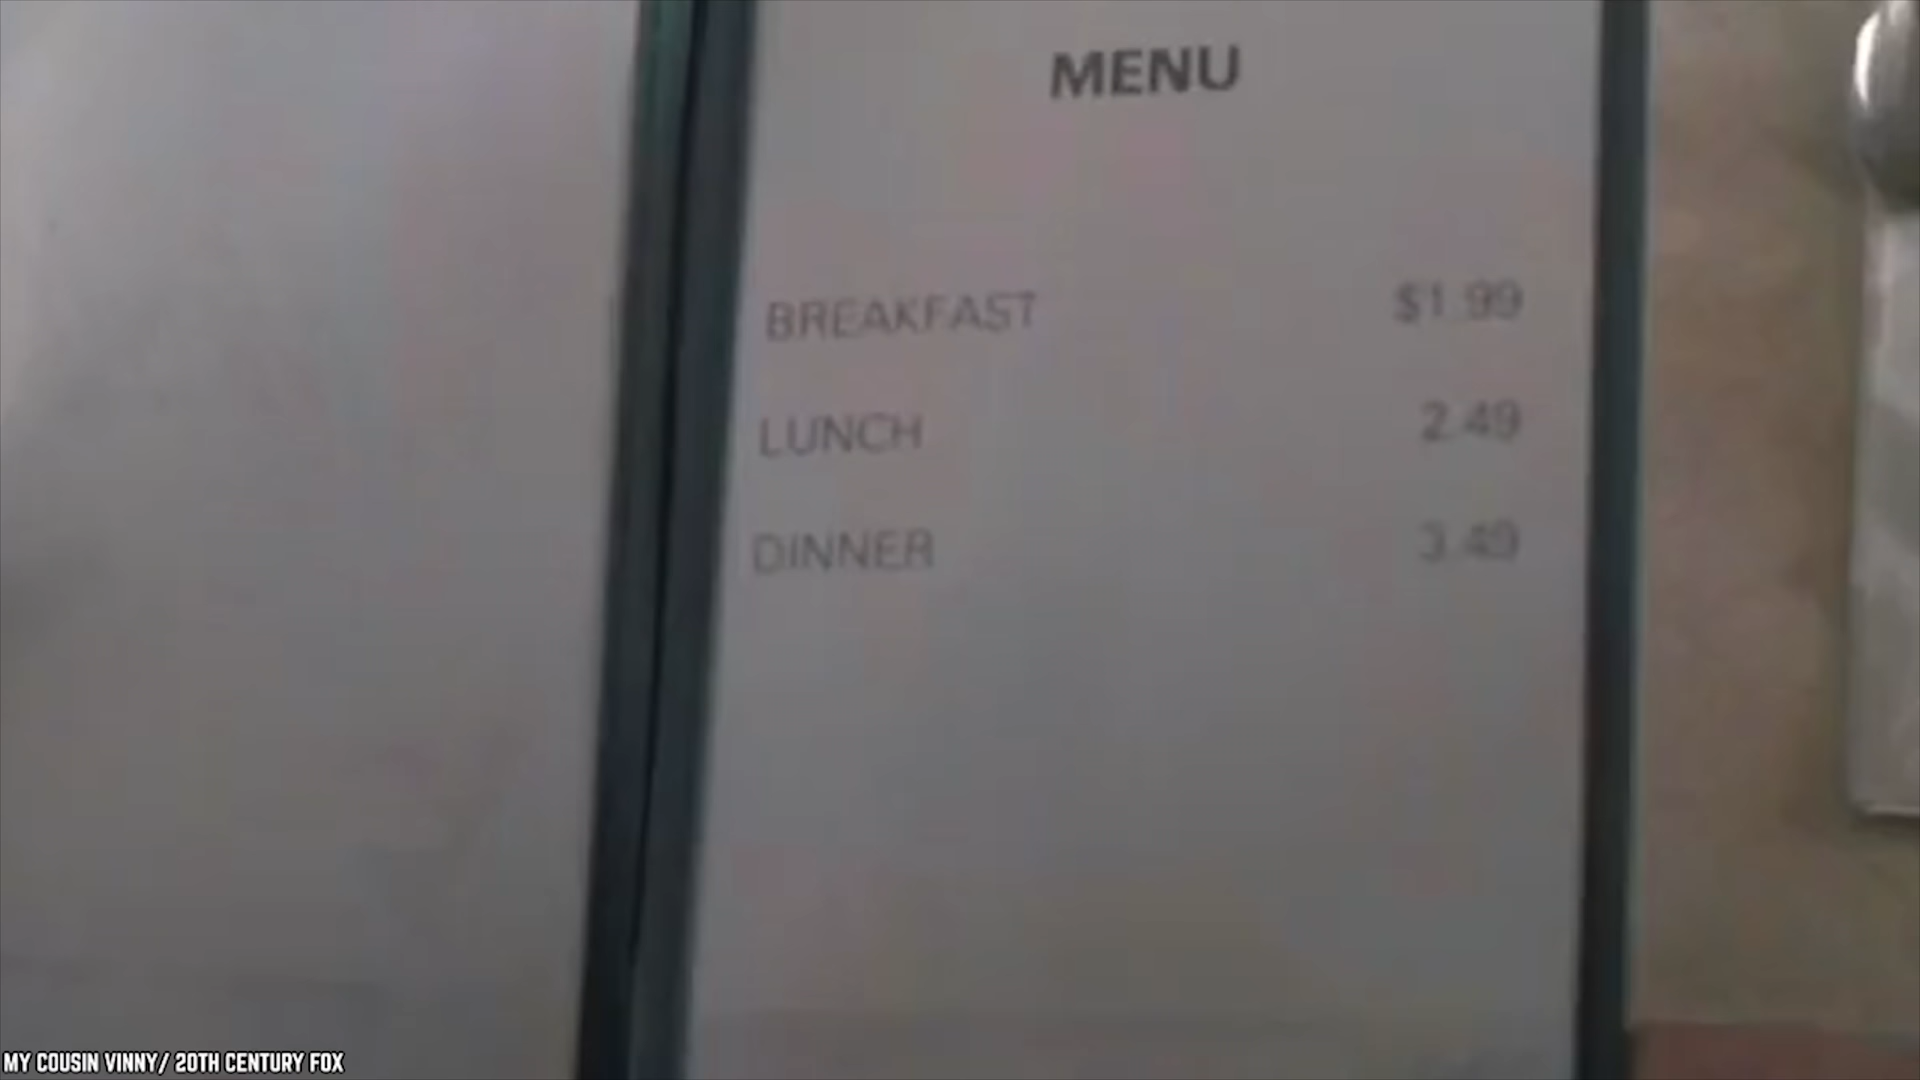 MENU
BREAKFAST $1.99
LUNCH 2.49
DINNER 3.49
MY COUSIN VINNY/ 20TH CENTURY FOX